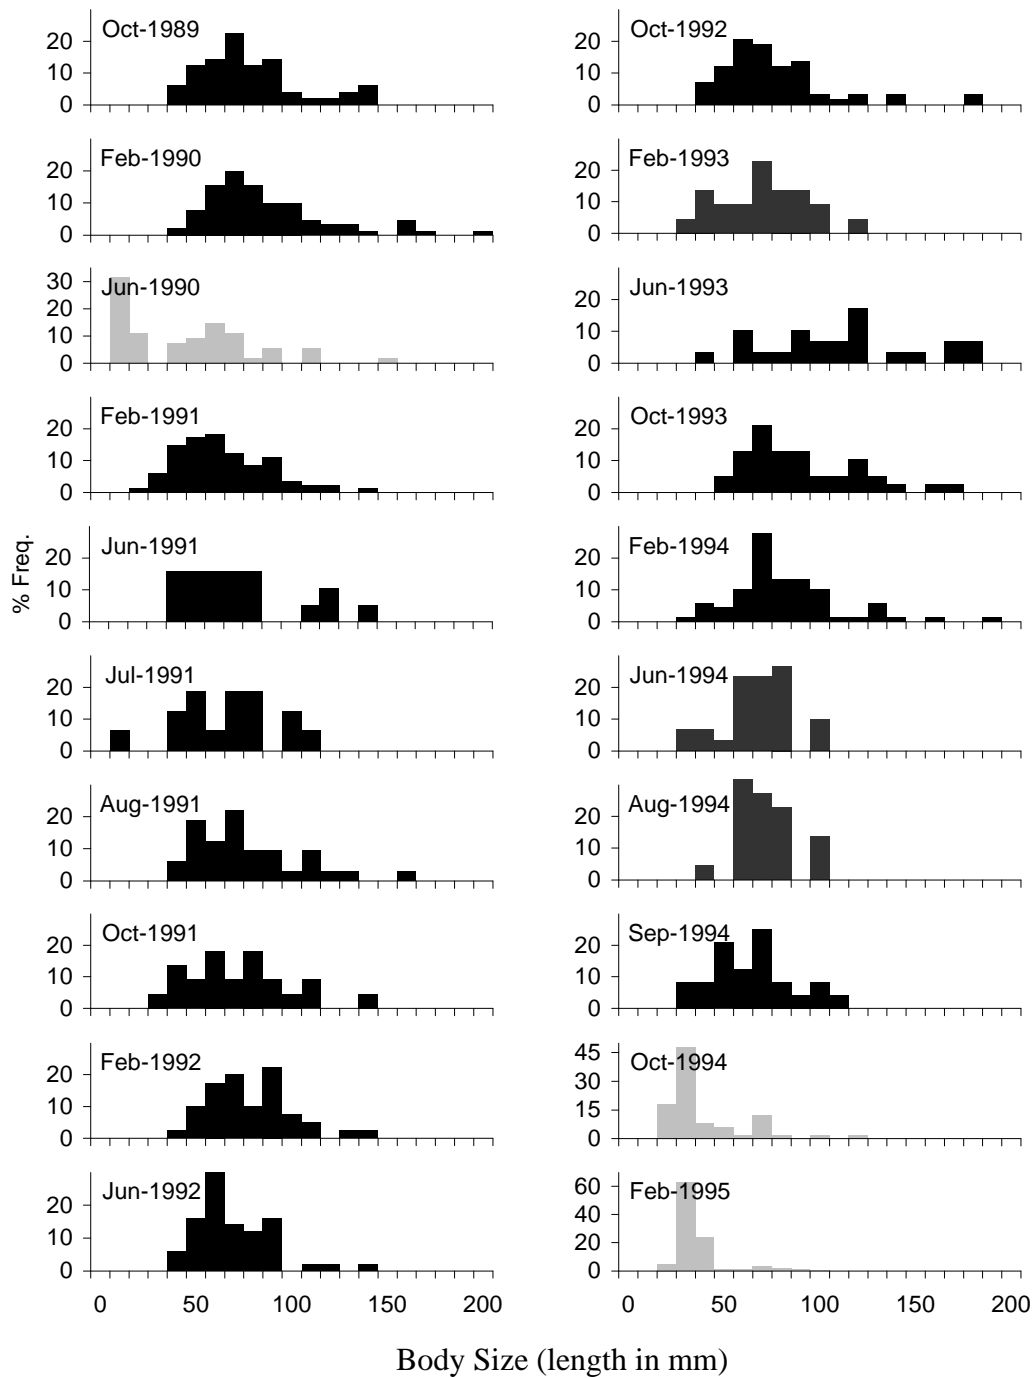 Oct-1989
20
10
0
Feb-1990
20
10
0
Jun-1990
30
20
10
0
Feb-1991
20
10
0
Jun-1991
20
10
0
% Freq.
Jul-1991
20
10
0
Aug-1991
20
10
0
Oct-1991
20
10
0
Feb-1992
20
10
0
Jun-1992
20
10
0
0 50 100 150 200
Oct-1992
20
10
0
Feb-1993
20
10
0
Jun-1993
20
10
0
Oct-1993
20
10
0
Feb-1994
20
10
0
Jun-1994
20
10
0
Aug-1994
20
10
0
Sep-1994
20
10
0
Oct-1994
45
30
15
0
Feb-1995
60
40
20
0
0 50 100 150 200
Body Size (length in mm)